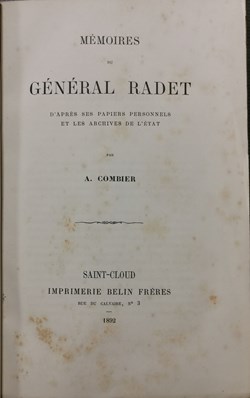 MÉMOIRES
DU
GÉNÉRAL RADET
D'APRÈS SES PAPIERS PERSONNELS
ET LES ARCHIVES DE L'ÉTAT
PAR
A. COMBIER
SAINT-CLOUD
IMPRIMERIE BELIN FRÈRES
RUE DU CALVAIRE, Nº 3
1892